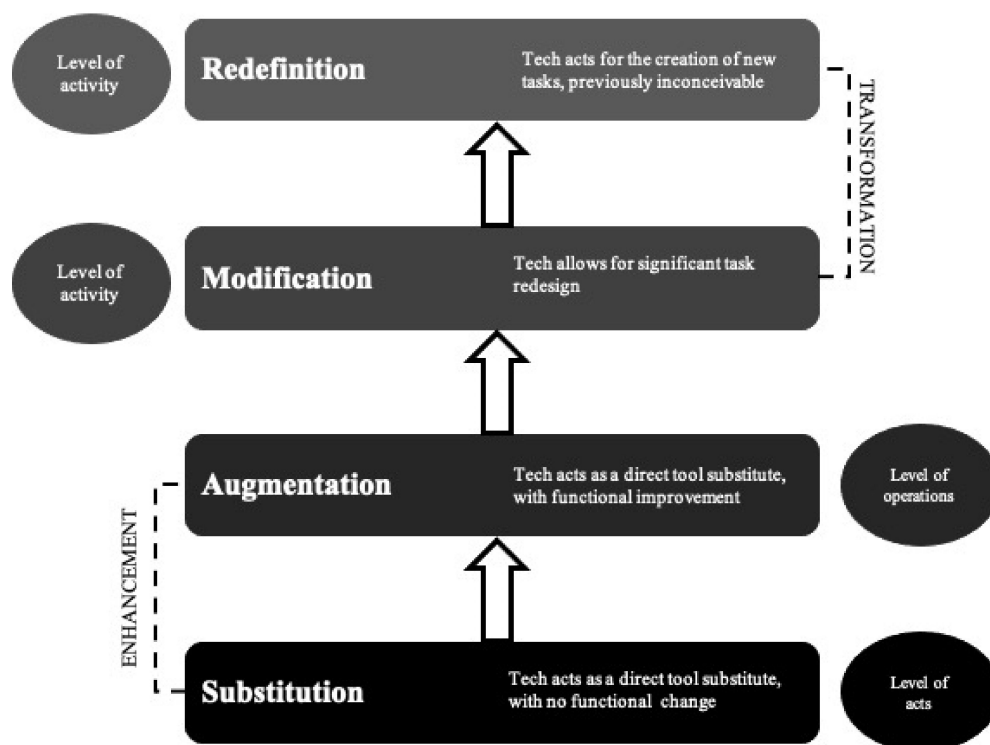 Level of
activity
Redefinition
Tech acts for the creation of new
tasks, previously inconceivable
TRANSFORMATION
Level of
activity
Modification
Tech allows for significant task
redesign
Augmentation
Tech acts as a direct tool substitute,
with functional improvement
Level of
operations
ENHANCEMENT
Substitution
Tech acts as a direct tool substitute,
with no functional change
Level of
acts